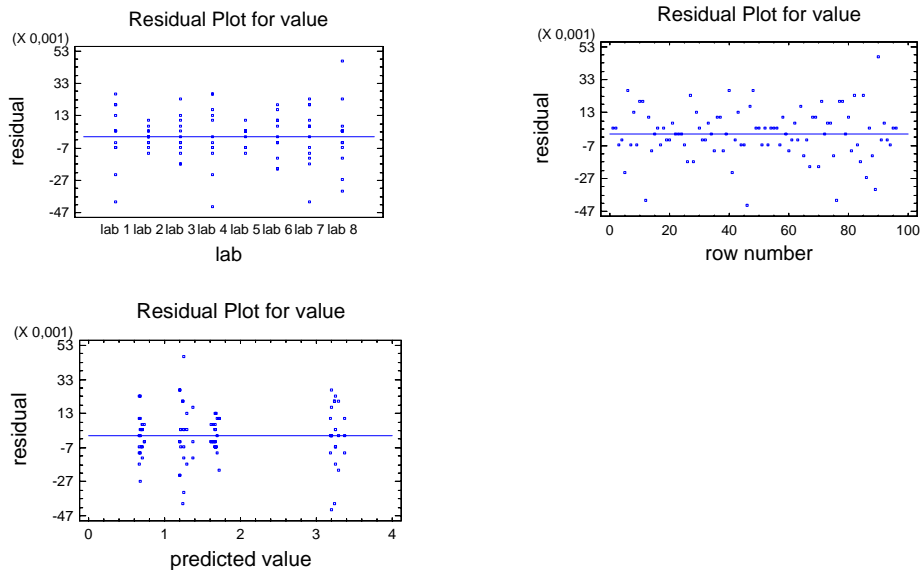 Residual Plot for value
(X 0,001)
53
33
13
-7
-27
-47
residual
lab 1 lab 2 lab 3 lab 4 lab 5 lab 6 lab 7 lab 8
lab
Residual Plot for value
(X 0,001)
53
33
13
-7
-27
-47
residual
0 20 40 60 80 100
row number
Residual Plot for value
(X 0,001)
53
33
13
-7
-27
-47
residual
0 1 2 3 4
predicted value